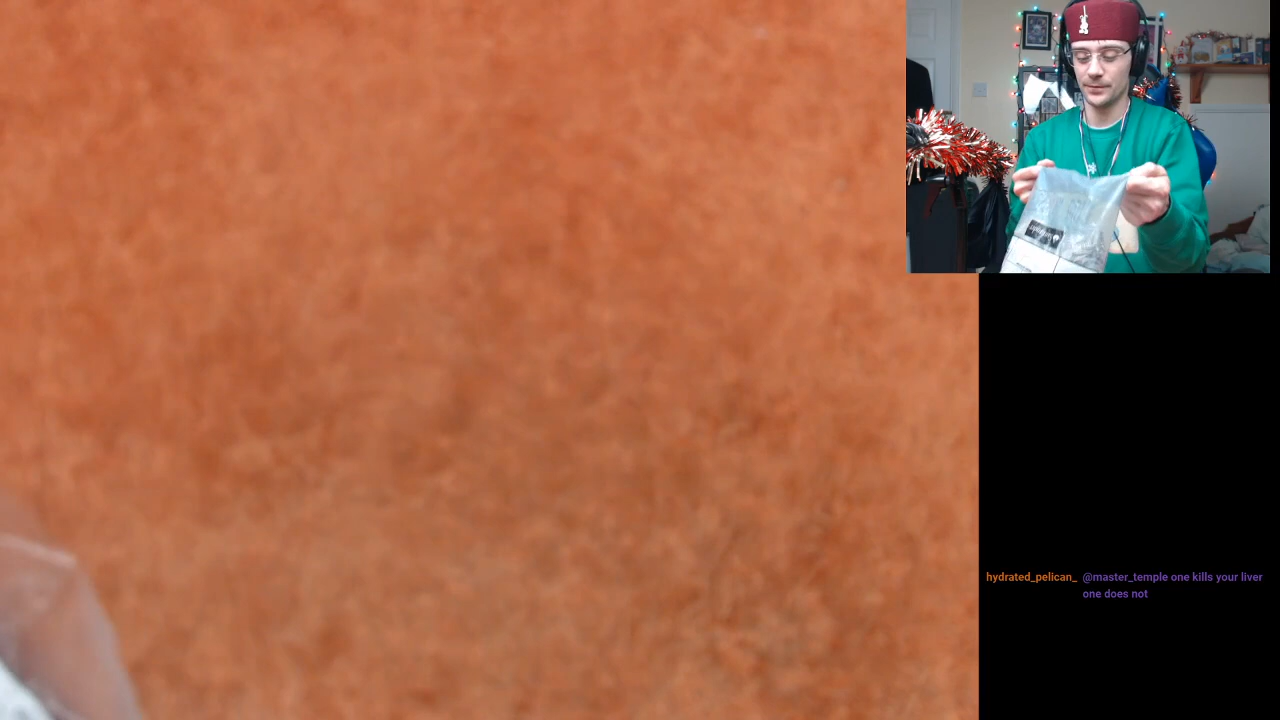 hydrated_pelican_ @master_temple one kills your liver
one does not